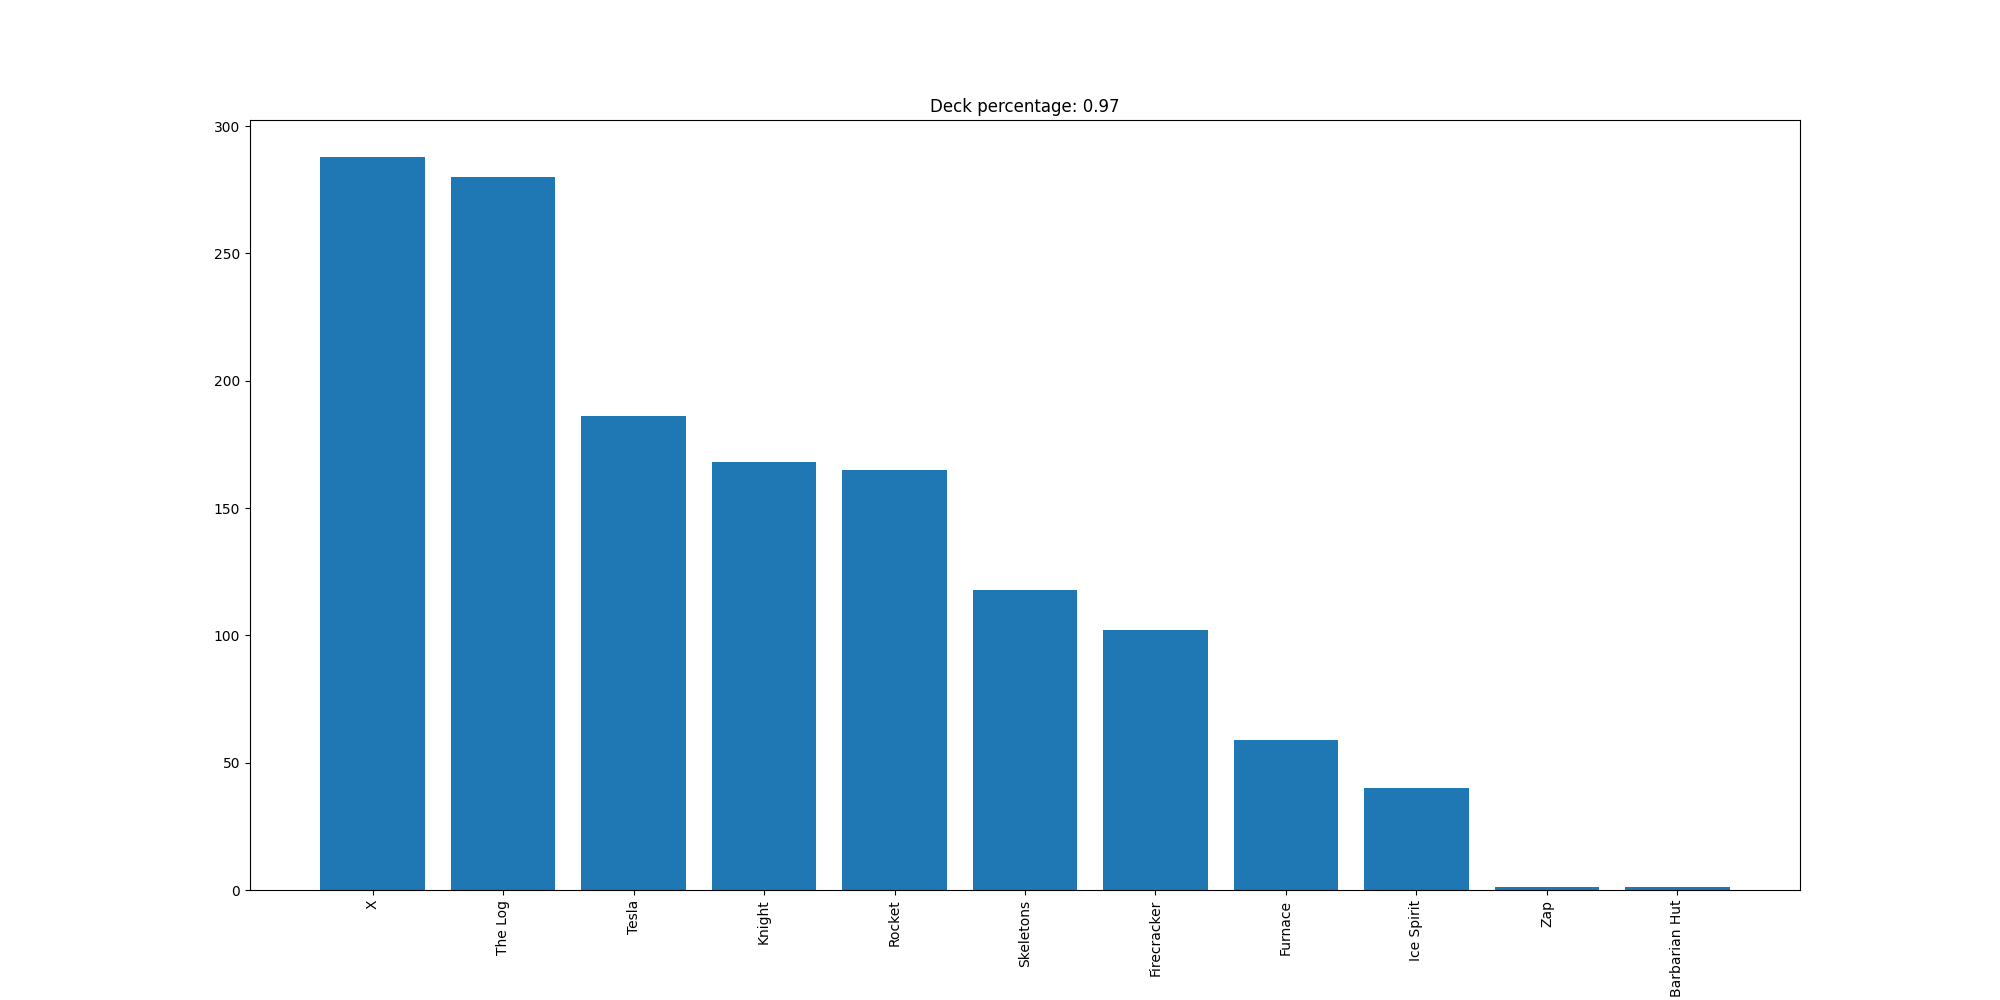 Deck percentage: 0.97
300
250
200
150
100
50
0
X
The Log
Tesla
Knight
Rocket
Skeletons
Firecracker
Furnace
Ice Spirit
Zap
Barbarian Hut